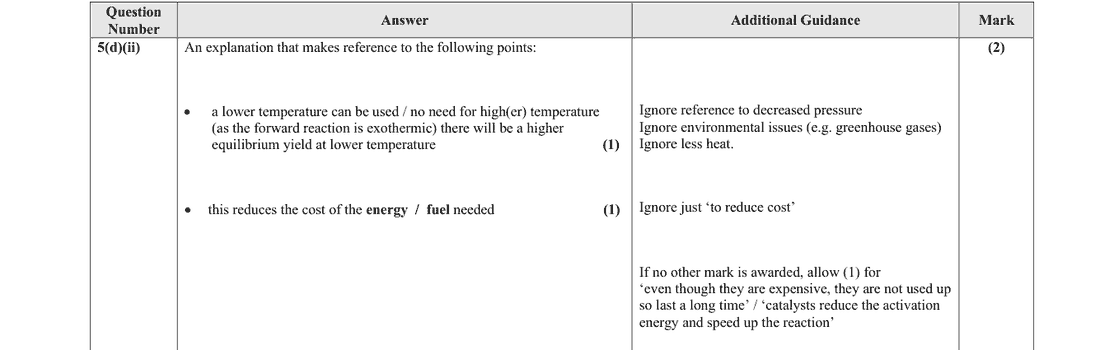 Question
Number
Answer
Additional Guidance
Mark
5(d)(ii)
An explanation that makes reference to the following points:
(2)
• a lower temperature can be used / no need for high(er) temperature
(as the forward reaction is exothermic) there will be a higher
equilibrium yield at lower temperature (1)
Ignore reference to decreased pressure
Ignore environmental issues (e.g. greenhouse gases)
Ignore less heat.
• this reduces the cost of the energy / fuel needed (1)
Ignore just ‘to reduce cost’
If no other mark is awarded, allow (1) for
‘even though they are expensive, they are not used up
so last a long time’ / ‘catalysts reduce the activation
energy and speed up the reaction’